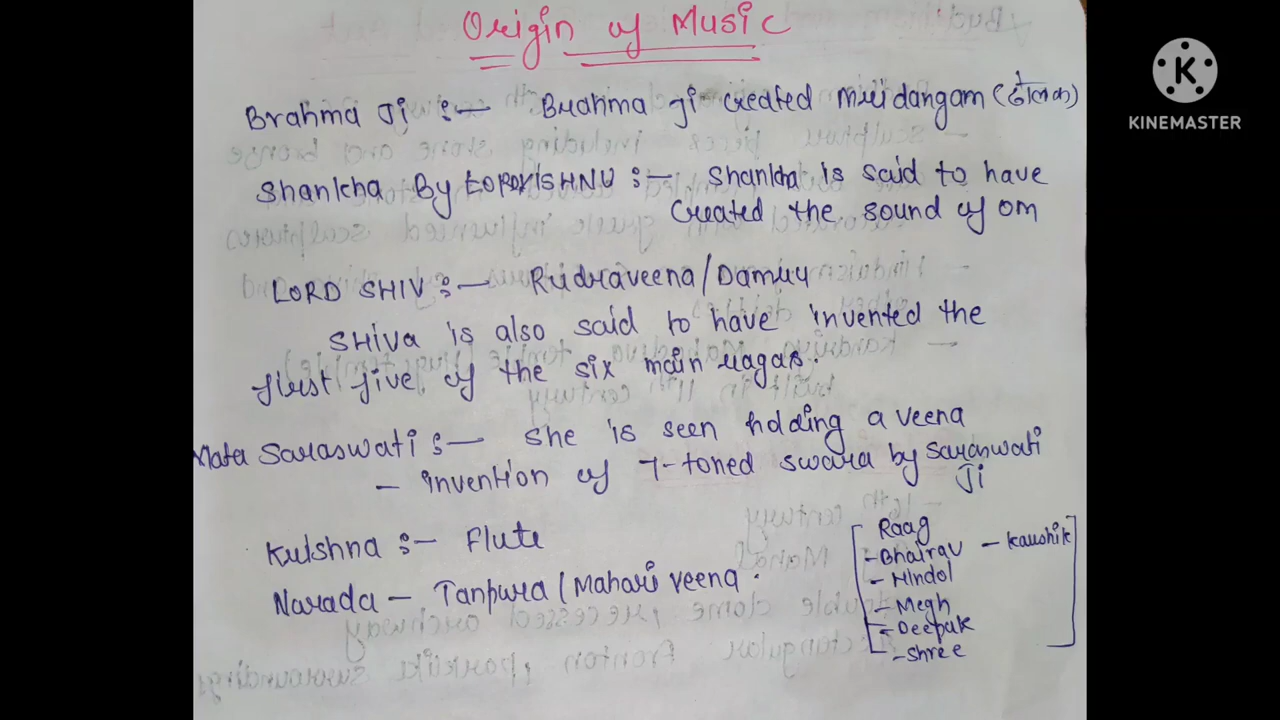 Origin of Music
Brahma Ji :- Brahma Ji created Mridangam (ढोलक)
Shankha By LORD VISHNU :- Shankha is said to have
created the sound of om
LORD SHIV :- Rudraveena/Damru
SHIVa is also said to have invented the
first five of the six main ragas.
Mata Saraswati :- She is seen holding a veena
- invention of 7-toned swara by Saraswati
Ji
Krishna :- Flute
Narada - Tanpura/Mahari veena.
Raag
- Bhairav - Kaushik
- Hindol
- Megh
- Deepak
- Shree
K
KINEMASTER